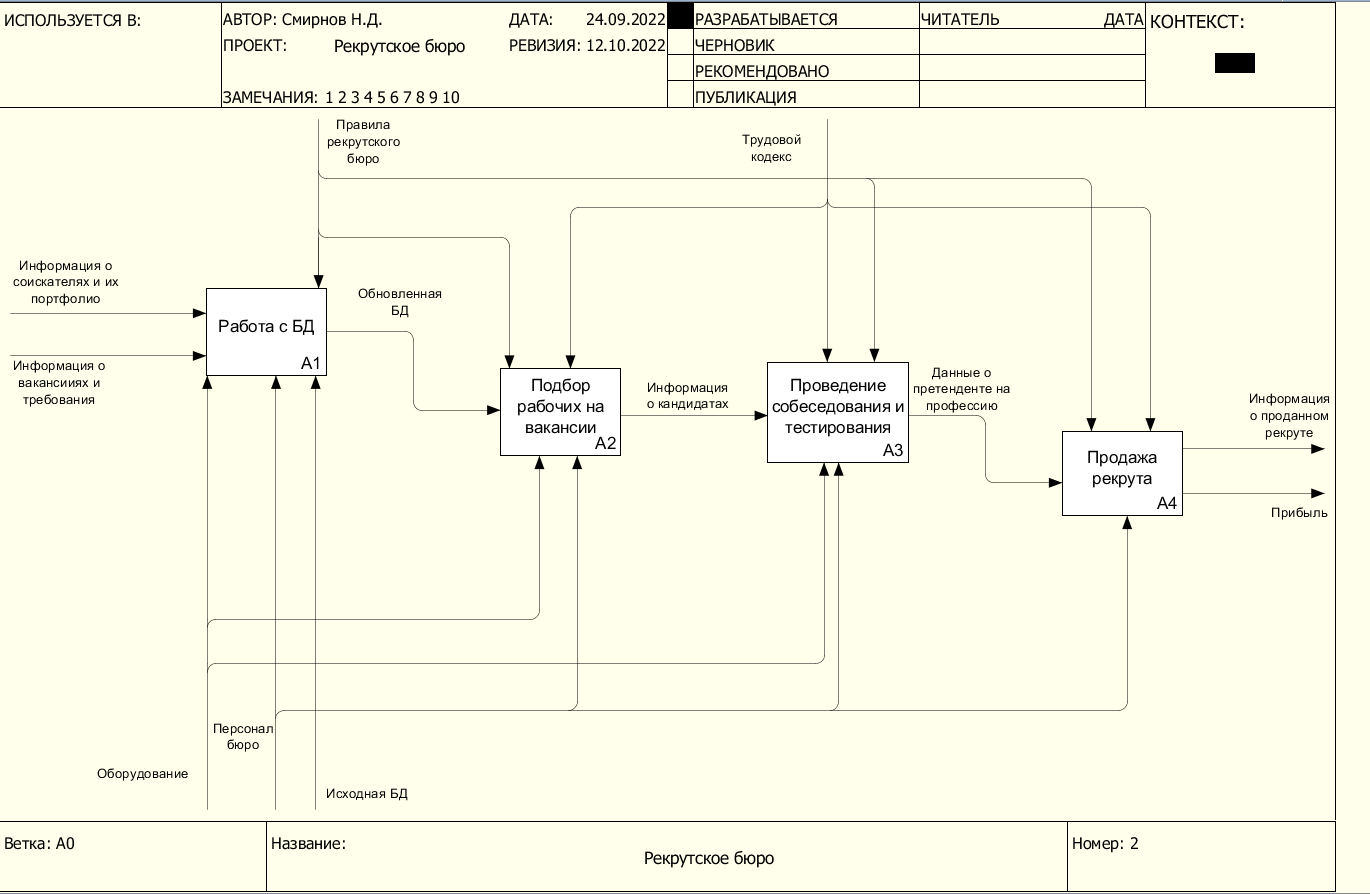 ИСПОЛЬЗУЕТСЯ В:
АВТОР: Смирнов Н.Д.
ДАТА: 24.09.2022
ПРОЕКТ: Рекрутское бюро
РЕВИЗИЯ: 12.10.2022
ЗАМЕЧАНИЯ: 1 2 3 4 5 6 7 8 9 10
РАЗРАБАТЫВАЕТСЯ
ЧЕРНОВИК
РЕКОМЕНДОВАНО
ПУБЛИКАЦИЯ
ЧИТАТЕЛЬ ДАТА
КОНТЕКСТ:
Правила
рекрутского
бюро
Трудовой
кодекс
Информация о
соискателях и их
портфолио
Информация о
вакансииях и
требования
Работа с БД
A1
Обновленная
БД
Подбор
рабочих на
вакансии
A2
Информация
о кандидатах
Проведение
собеседования и
тестирования
A3
Данные о
претенденте на
профессию
Продажа
рекрута
A4
Информация
о проданном
рекруте
Прибыль
Персонал
бюро
Оборудование
Исходная БД
Ветка: A0
Название:
Рекрутское бюро
Номер: 2